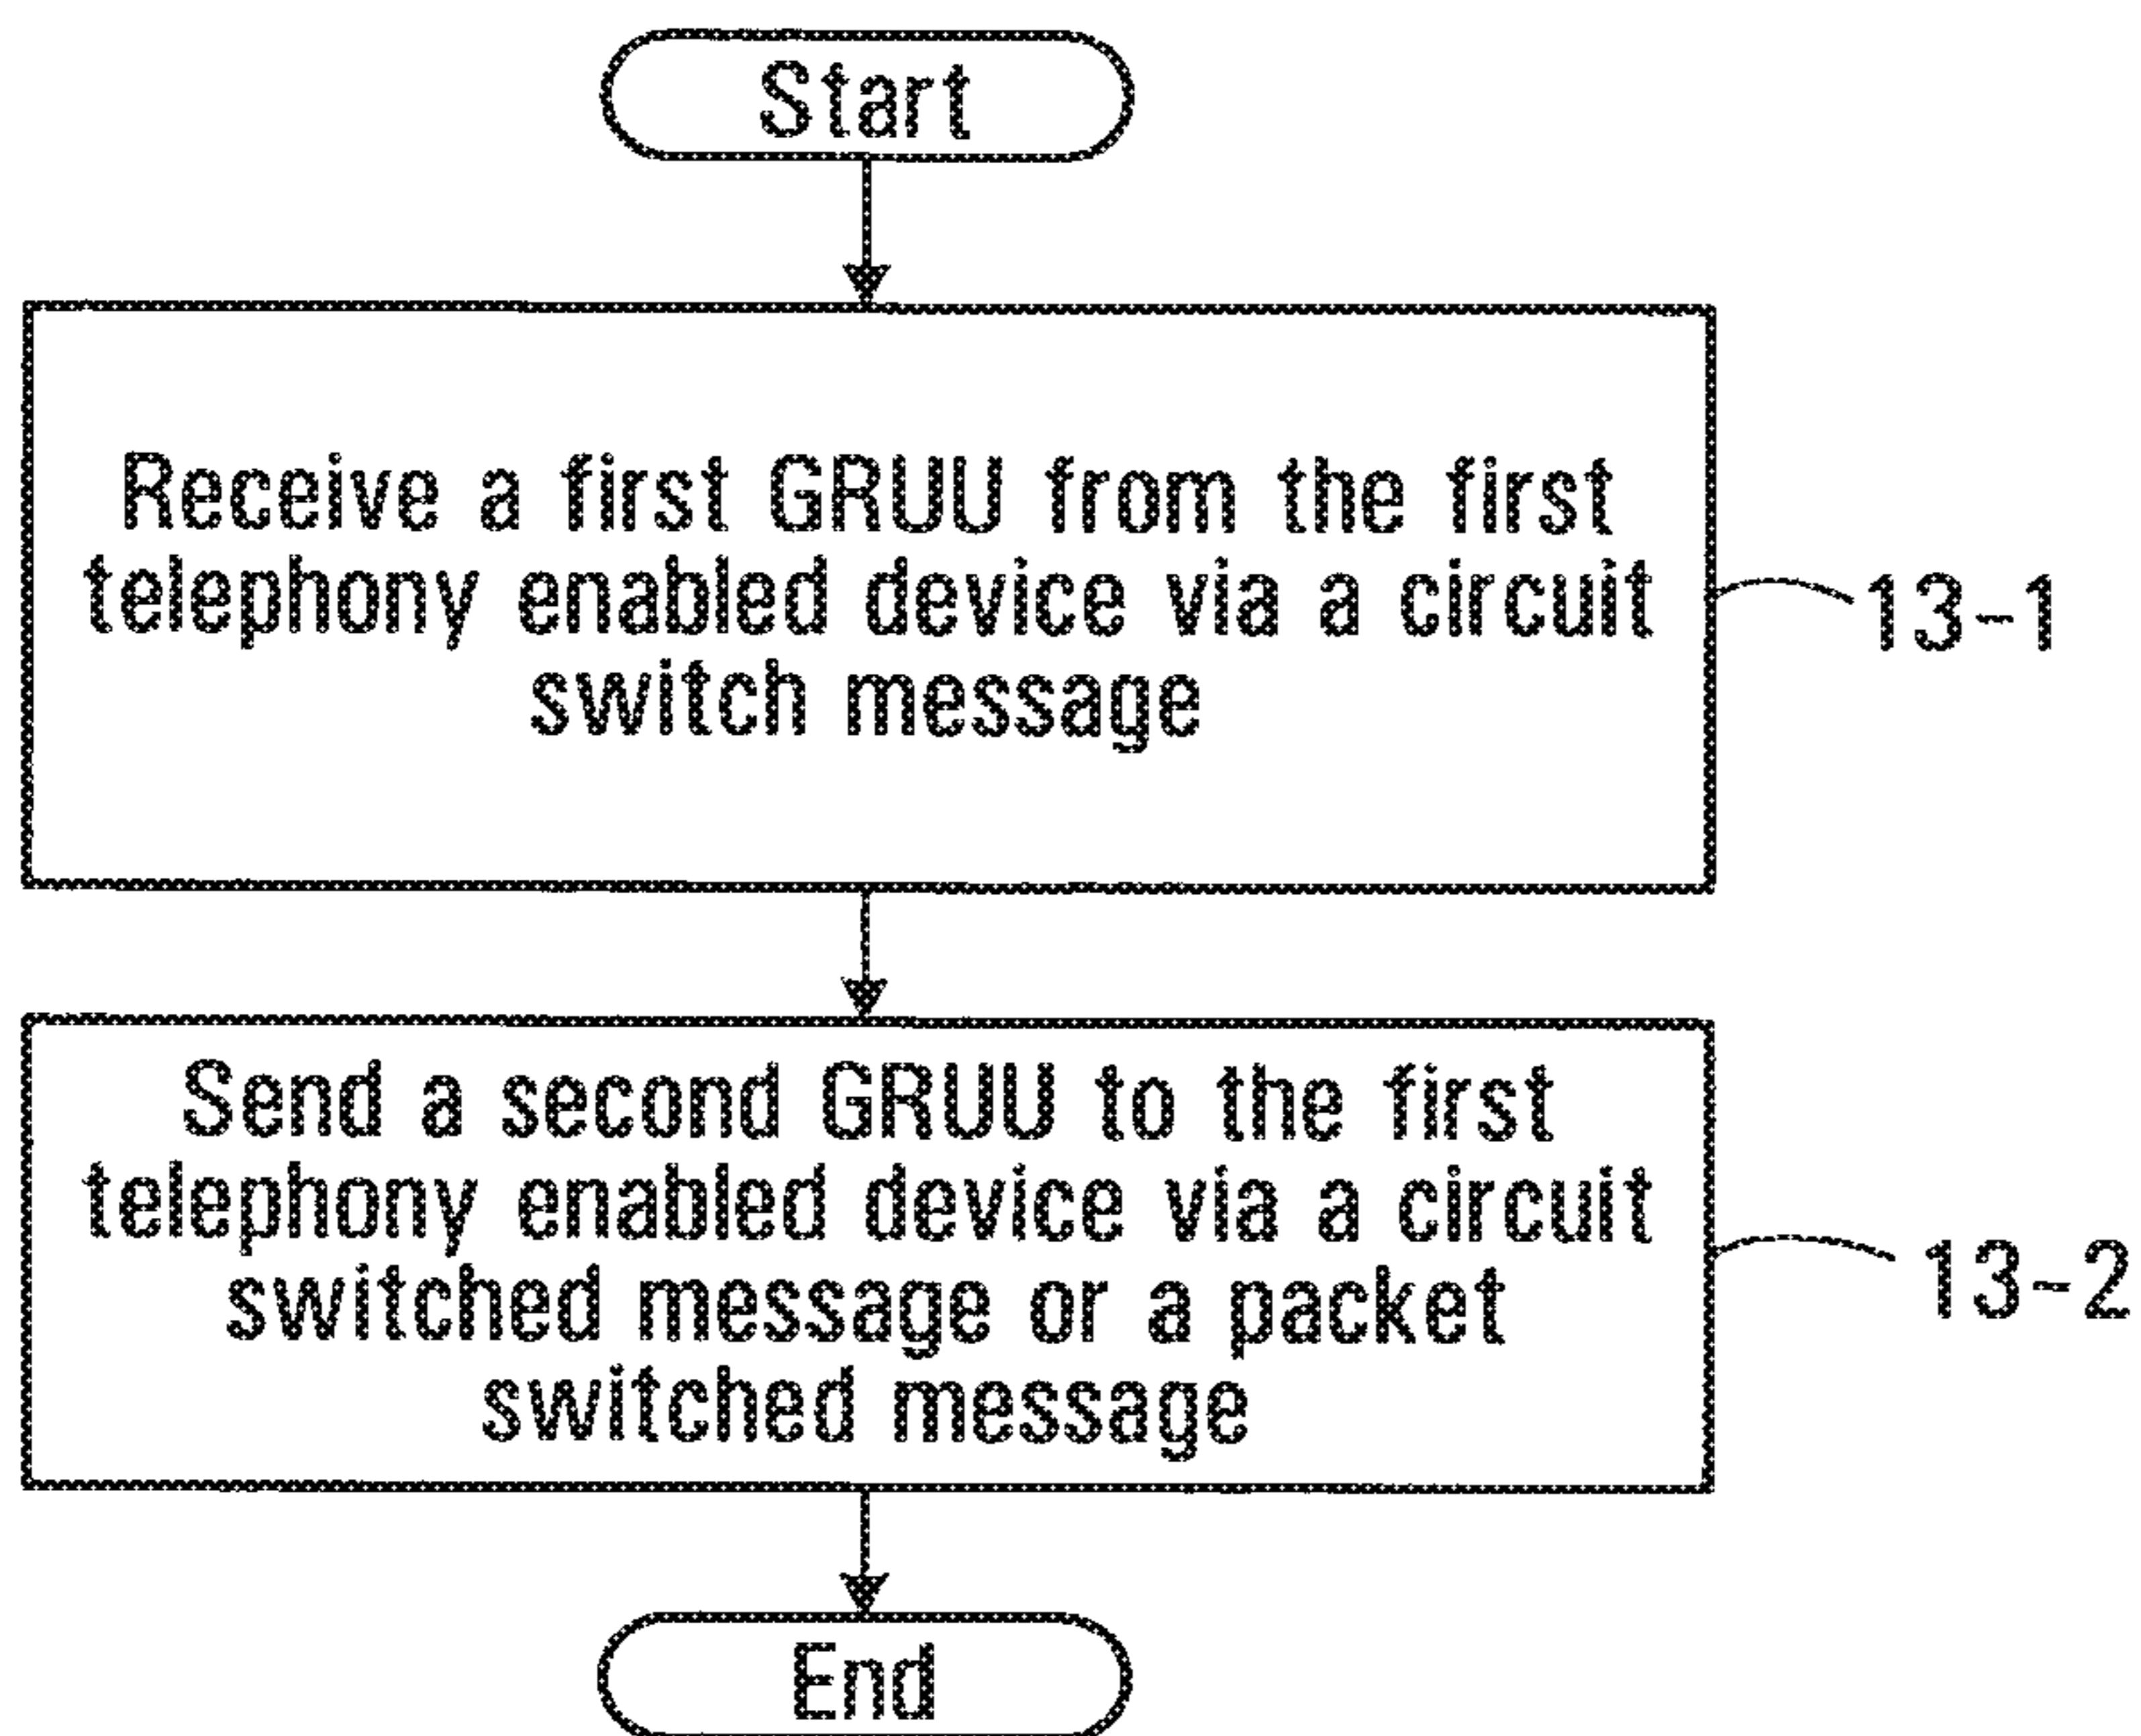 Start
Receive a first GRUU from the first
telephony enabled device via a circuit
switch message
13-1
Send a second GRUU to the first
telephony enabled device via a circuit
switched message or a packet
switched message
13-2
End